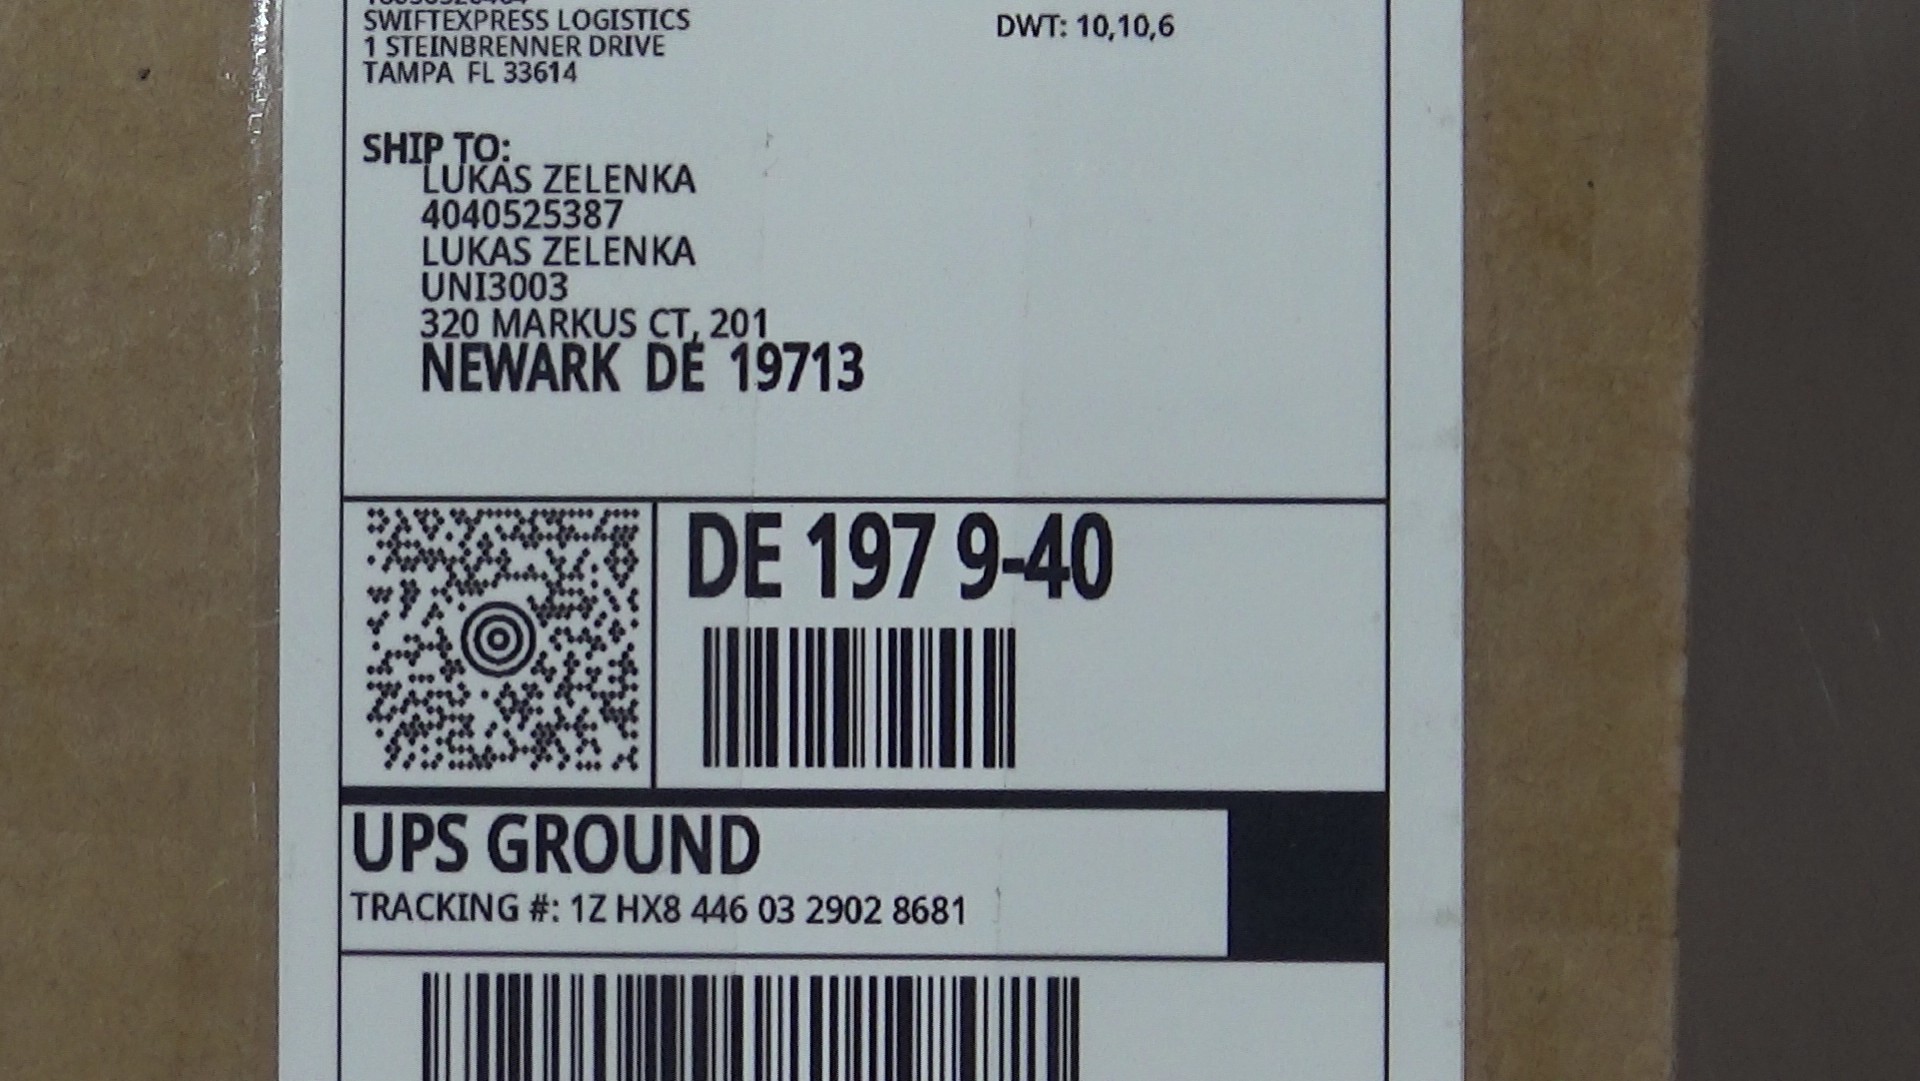 SWIFTEXPRESS LOGISTICS
1 STEINBRENNER DRIVE
TAMPA FL 33614
DWT: 10,10,6
SHIP TO:
LUKAS ZELENKA
4040525387
LUKAS ZELENKA
UNI3003
320 MARKUS CT, 201
NEWARK DE 19713
DE 197 9-40
UPS GROUND
TRACKING #: 1Z HX8 446 03 2902 8681